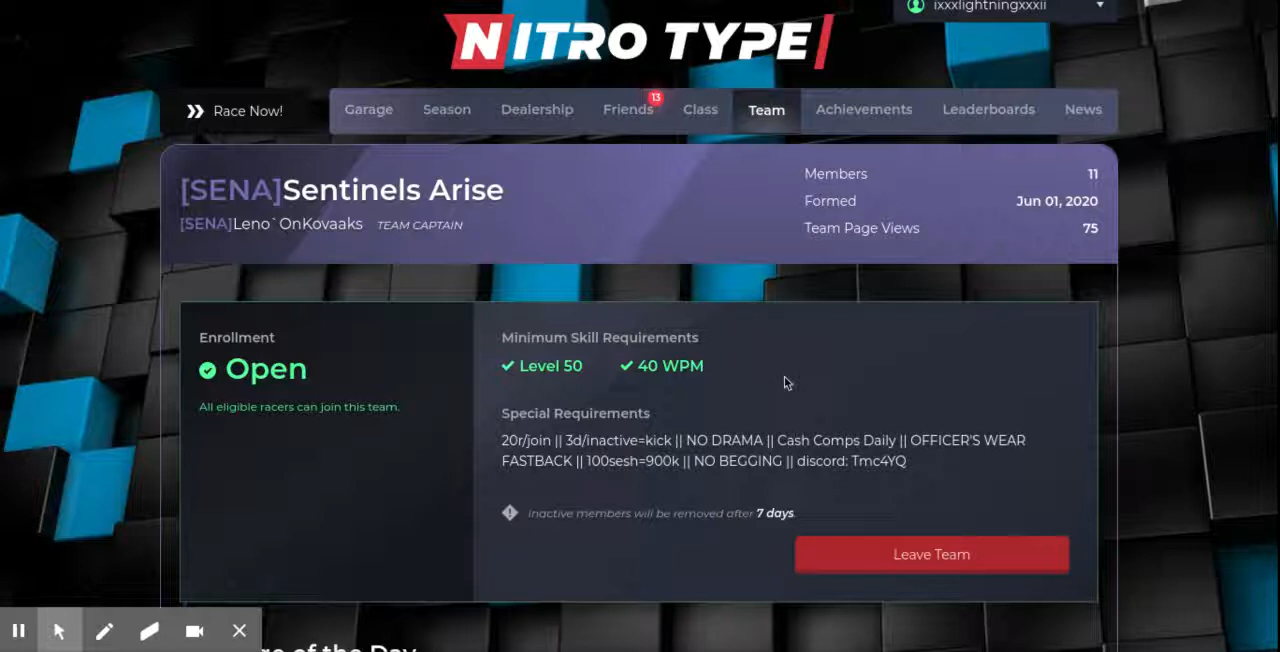 ixxxlightningxxxii
NITRO TYPE
Race Now!
Garage
Season
Dealership
Friends
13
Class
Team
Achievements
Leaderboards
News
[SENA]Sentinels Arise
[SENA]Leno`OnKovaaks TEAM CAPTAIN
Members 11
Formed Jun 01, 2020
Team Page Views 75
Enrollment
Open
All eligible racers can join this team.
Minimum Skill Requirements
Level 50 40 WPM
Special Requirements
20r/join || 3d/inactive=kick || NO DRAMA || Cash Comps Daily || OFFICER'S WEAR
FASTBACK || 100sesh=900k || NO BEGGING || discord: Tmc4YQ
Inactive members will be removed after 7 days.
Leave Team
of the Day